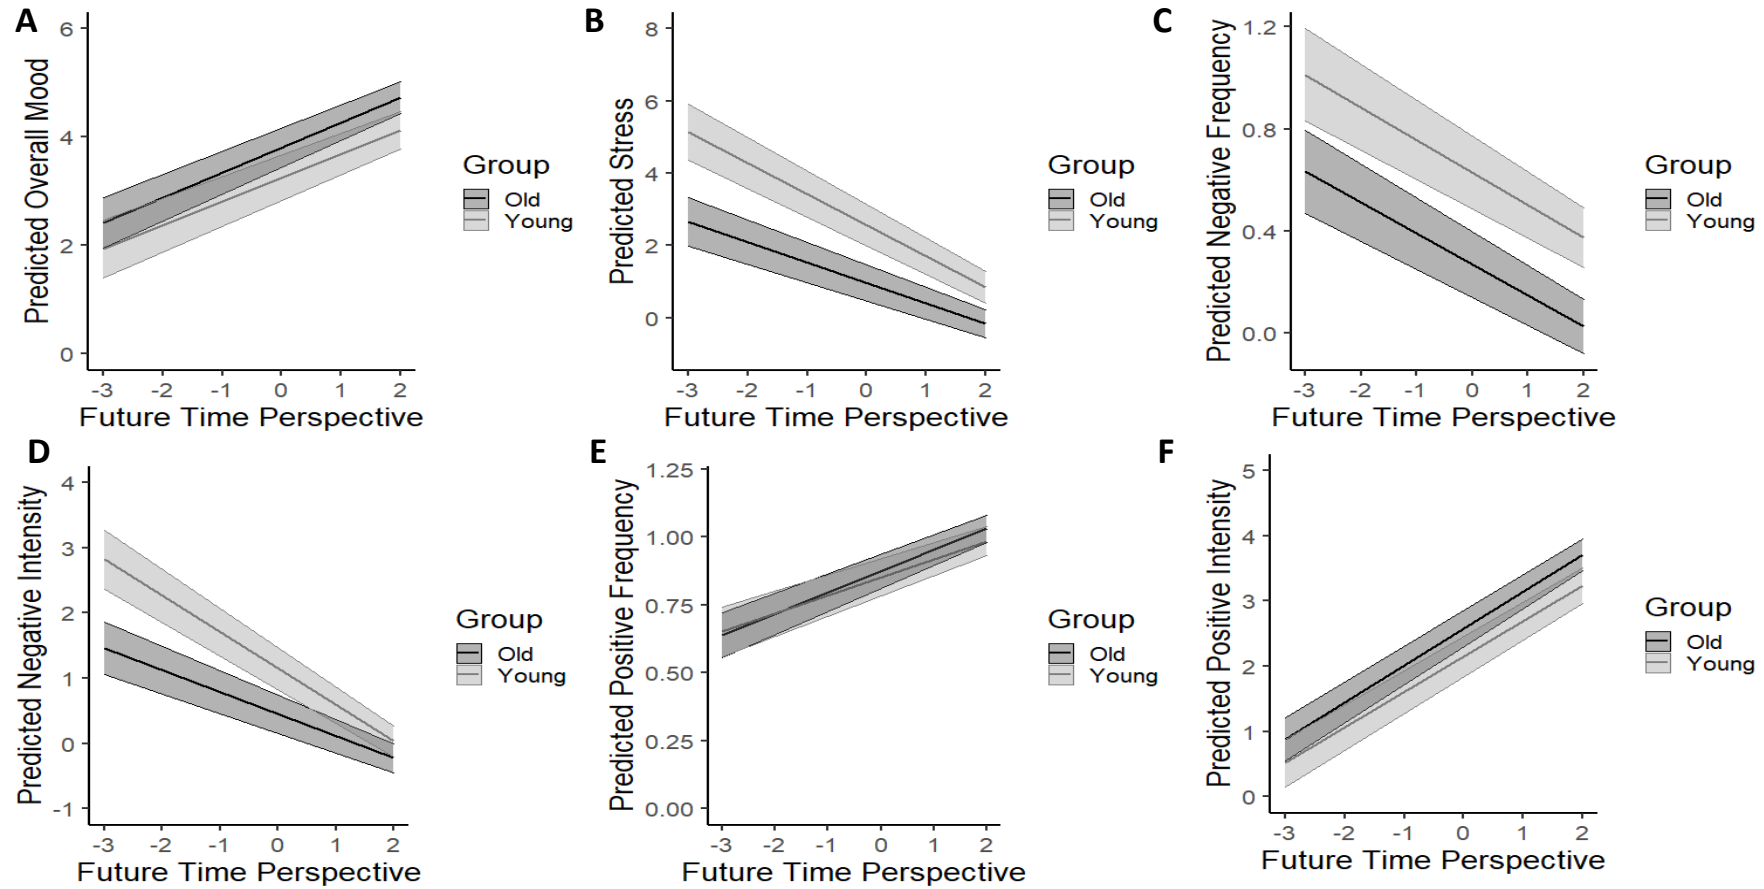 A
Predicted Overall Mood
6
4
2
0
-3 -2 -1 0 1 2
Future Time Perspective
Group
Old
Young
B
Predicted Stress
8
6
4
2
0
-3 -2 -1 0 1 2
Future Time Perspective
Group
Old
Young
C
Predicted Negative Frequency
1.2
0.8
0.4
0.0
-3 -2 -1 0 1 2
Future Time Perspective
Group
Old
Young
D
Predicted Negative Intensity
4
3
2
1
0
-1
-3 -2 -1 0 1 2
Future Time Perspective
Group
Old
Young
E
Predicted Positive Frequency
1.25
1.00
0.75
0.50
0.25
0.00
-3 -2 -1 0 1 2
Future Time Perspective
Group
Old
Young
F
Predicted Positive Intensity
5
4
3
2
1
0
-3 -2 -1 0 1 2
Future Time Perspective
Group
Old
Young